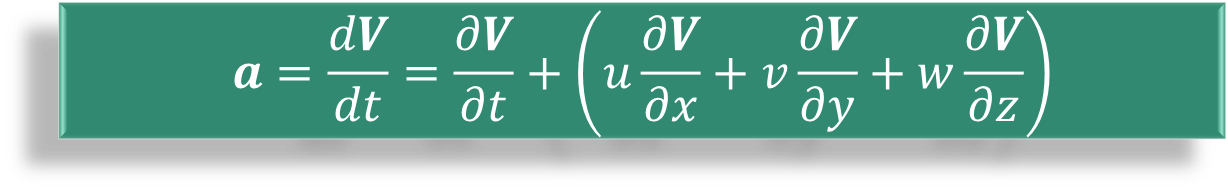 𝒂 = d𝑽/dt = ∂𝑽/∂t + (u ∂𝑽/∂x + v ∂𝑽/∂y + w ∂𝑽/∂z)